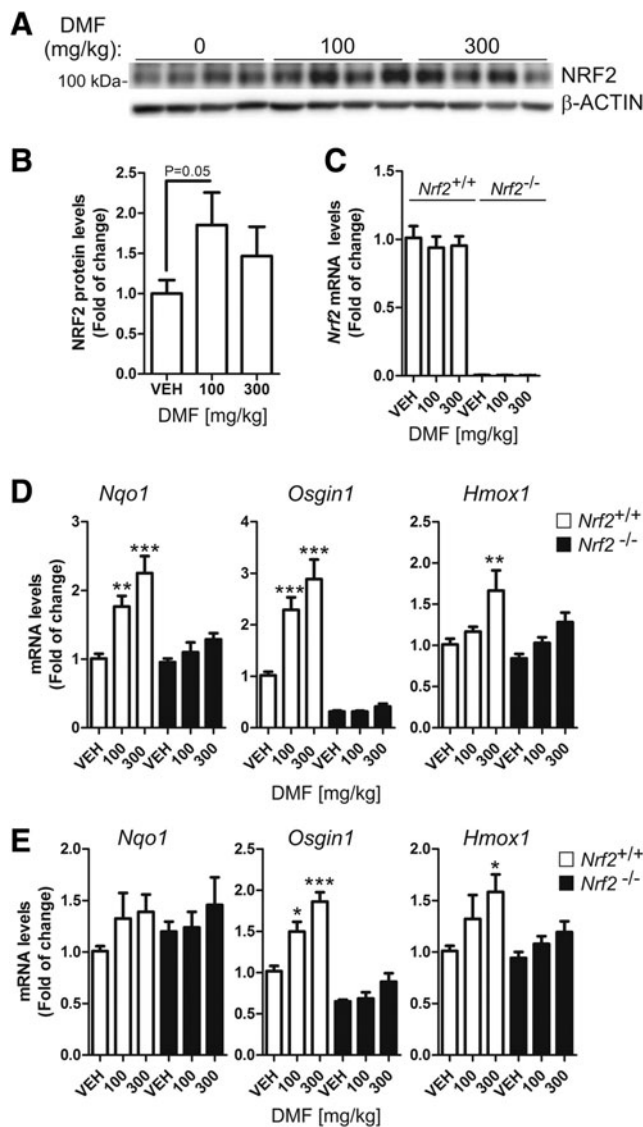 A
DMF (mg/kg): 0 100 300
100 kDa- NRF2
β-ACTIN
B
P=0.05
NRF2 protein levels
(Fold of change)
2.5
2.0
1.5
1.0
0.5
0.0
VEH 100 300
DMF [mg/kg]
C
Nrf2+/+ Nrf2-/-
Nrf2 mRNA levels
(Fold of change)
1.5
1.0
0.5
0.0
VEH 100 300 VEH 100 300
DMF [mg/kg]
D
Nqo1 Osgin1 Hmox1
Nrf2+/+
Nrf2 -/-
mRNA levels
(Fold of change)
3
2
1
0
** ***
VEH 100 300 VEH 100 300
4
3
2
1
0
*** ***
VEH 100 300 VEH 100 300
2.5
2.0
1.5
1.0
0.5
0.0
**
VEH 100 300 VEH 100 300
DMF [mg/kg]
E
Nqo1 Osgin1 Hmox1
Nrf2+/+
Nrf2 -/-
mRNA levels
(Fold of change)
2.0
1.5
1.0
0.5
0.0
VEH 100 300 VEH 100 300
2.5
2.0
1.5
1.0
0.5
0.0
* ***
VEH 100 300 VEH 100 300
2.0
1.5
1.0
0.5
0.0
*
VEH 100 300 VEH 100 300
DMF [mg/kg]